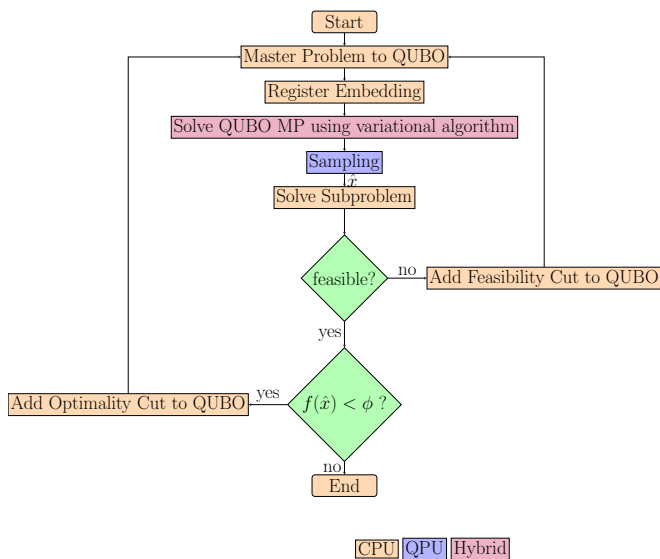 Start
Master Problem to QUBO
Register Embedding
Solve QUBO MP using variational algorithm
Sampling
x̂
Solve Subproblem
feasible?
no
Add Feasibility Cut to QUBO
yes
Add Optimality Cut to QUBO
yes
f(x̂) < ϕ ?
no
End
CPU QPU Hybrid